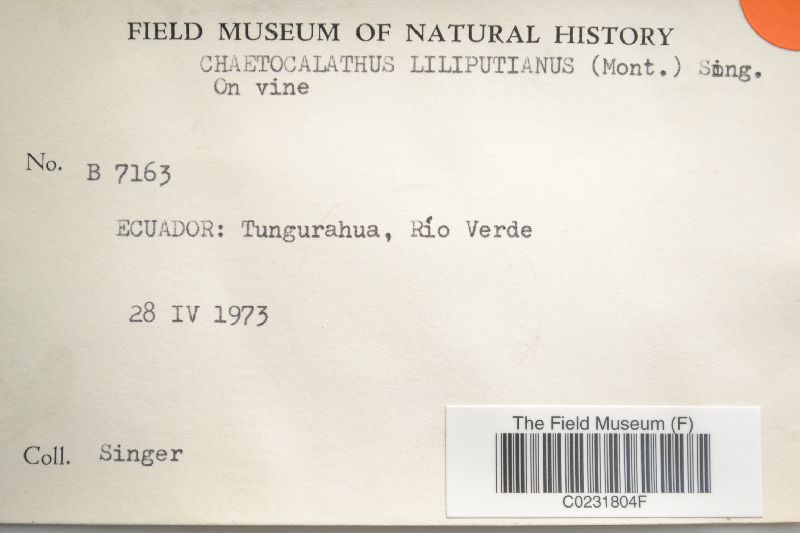 FIELD MUSEUM OF NATURAL HISTORY
CHAETOCALATHUS LILIPUTIANUS (Mont.) Sing.
On vine
No. B 7163
ECUADOR: Tungurahua, Río Verde
28 IV 1973
Coll. Singer
The Field Museum (F)
C0231804F